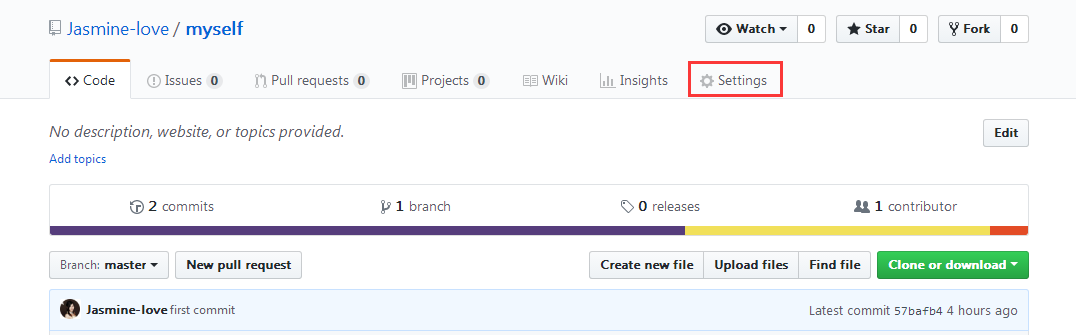 Jasmine-love / myself Watch 0 Star 0 Fork 0
Code Issues 0 Pull requests 0 Projects 0 Wiki Insights Settings
No description, website, or topics provided. Edit
Add topics
2 commits 1 branch 0 releases 1 contributor
Branch: master New pull request Create new file Upload files Find file Clone or download
Jasmine-love first commit Latest commit 57bafb4 4 hours ago